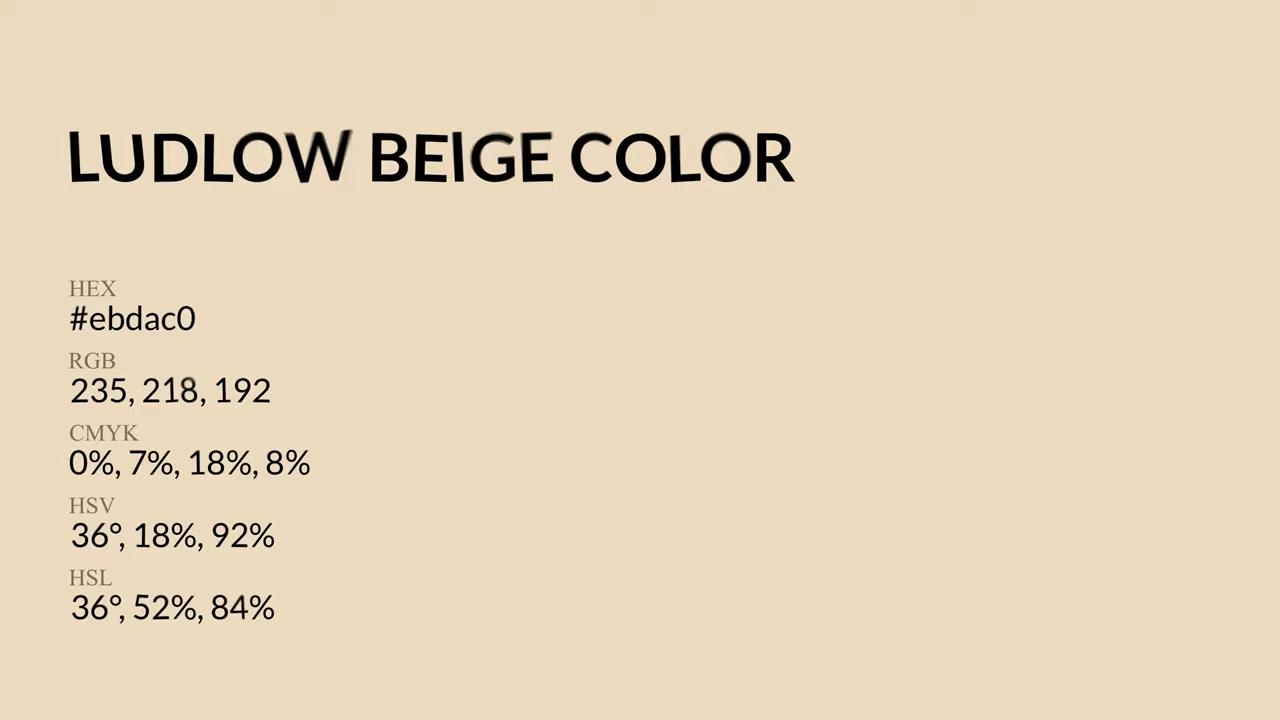 LUDLOW BEIGE COLOR
HEX
#ebdac0
RGB
235, 218, 192
CMYK
0%, 7%, 18%, 8%
HSV
36°, 18%, 92%
HSL
36°, 52%, 84%